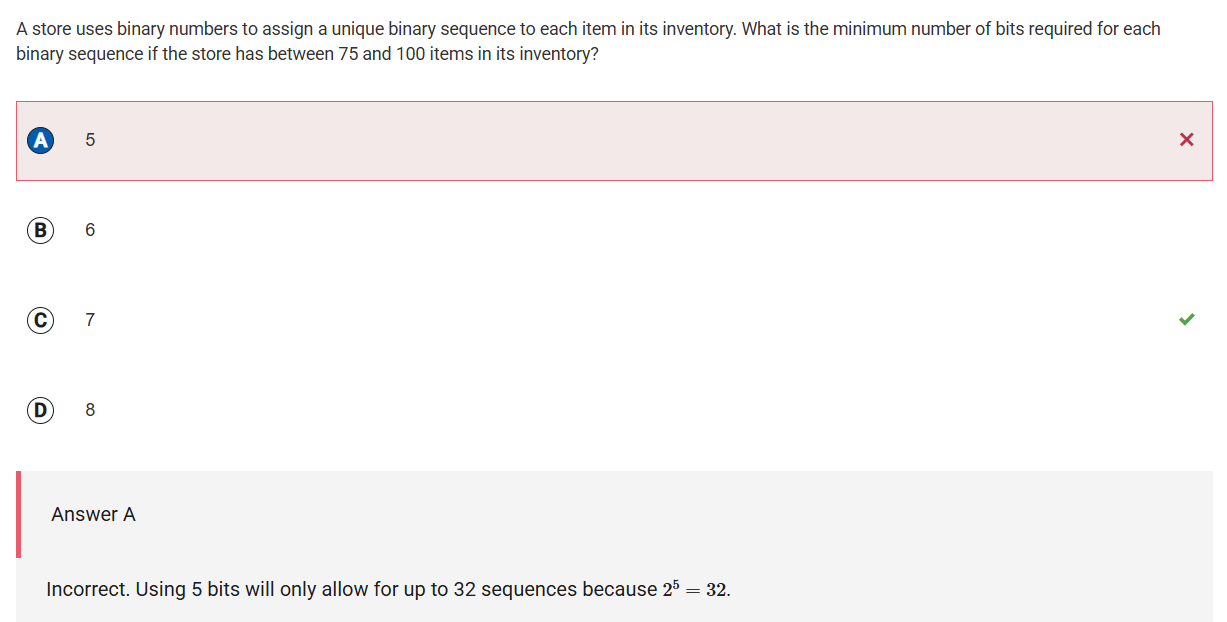 A store uses binary numbers to assign a unique binary sequence to each item in its inventory. What is the minimum number of bits required for each
binary sequence if the store has between 75 and 100 items in its inventory?
A 5
B 6
C 7
D 8
Answer A
Incorrect. Using 5 bits will only allow for up to 32 sequences because 2⁵ = 32.